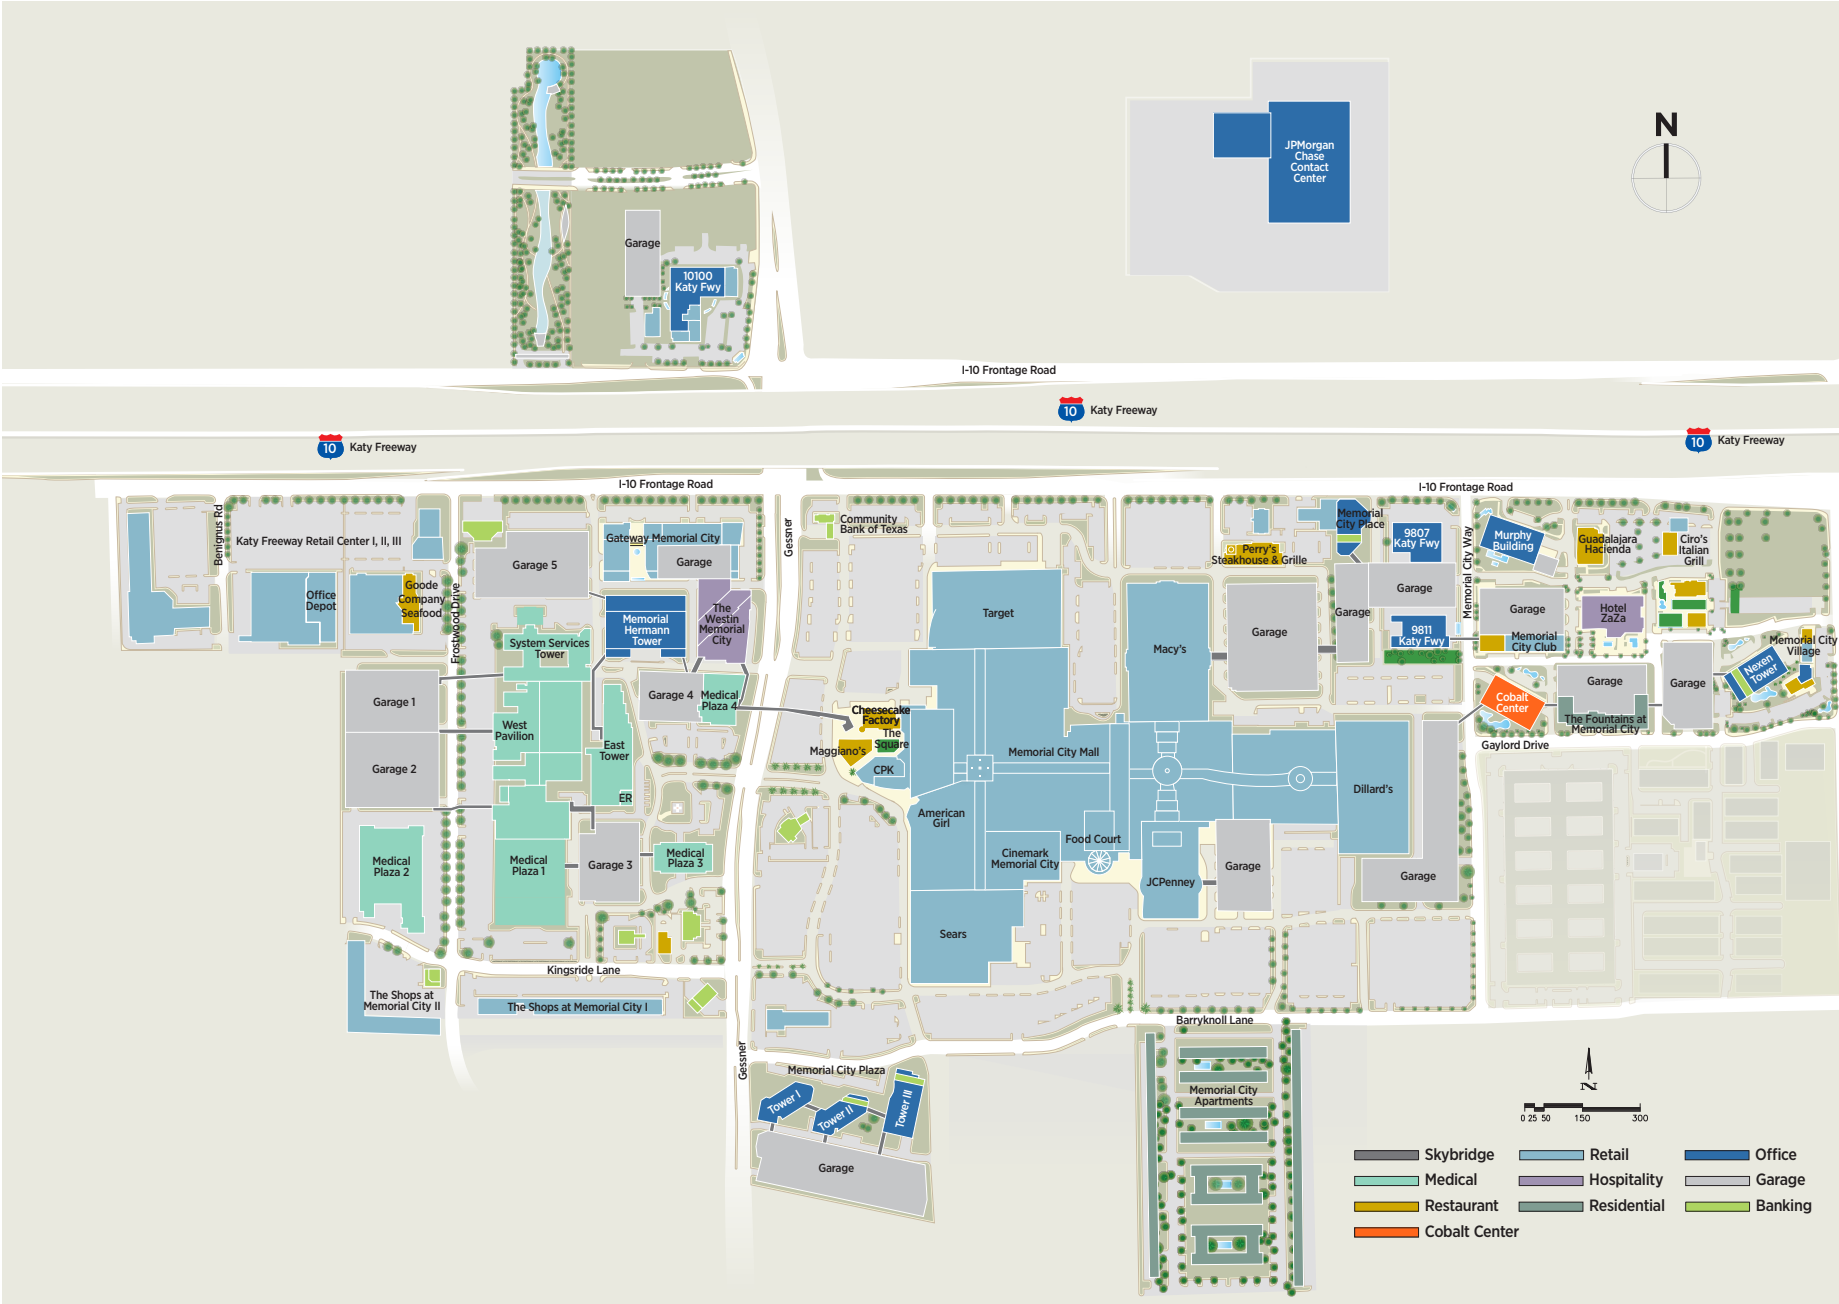 N
JPMorgan
Chase
Contact
Center
Garage
10100
Katy Fwy
I-10 Frontage Road
10 Katy Freeway
10 Katy Freeway
10 Katy Freeway
I-10 Frontage Road
I-10 Frontage Road
Benignus Rd
Katy Freeway Retail Center I, II, III
Office
Depot
Goode
Company
Seafood
Frostwood Drive
Garage 5
Gateway Memorial City
Garage
Gessner
Community
Bank of Texas
Perry's
Steakhouse & Grille
Memorial
City Place
9807
Katy Fwy
Memorial City Way
Murphy
Building
Guadalajara
Hacienda
Ciro's
Italian
Grill
Memorial
Hermann
Tower
The
Westin
Memorial
City
System Services
Tower
Target
Macy's
Garage
Garage
Garage
9811
Katy Fwy
Garage
Memorial
City Club
Hotel
ZaZa
Memorial City
Village
Nexen
Tower
Garage 1
Garage 2
West
Pavilion
East
Tower
ER
Garage 4
Medical
Plaza 4
Cheesecake
Factory
The
Square
Maggiano's
CPK
Memorial City Mall
Cobalt
Center
Garage
The Fountains at
Memorial City
Garage
Gaylord Drive
American
Girl
Cinemark
Memorial City
Food Court
Dillard's
JCPenney
Garage
Garage
Sears
Medical
Plaza 2
Medical
Plaza 1
Garage 3
Medical
Plaza 3
Kingsride Lane
The Shops at
Memorial City II
The Shops at Memorial City I
Gessner
Barryknoll Lane
Memorial City Plaza
Tower I
Tower II
Tower III
Garage
Memorial City
Apartments
N
0 25 50 150 300
Skybridge
Retail
Office
Medical
Hospitality
Garage
Restaurant
Residential
Banking
Cobalt Center